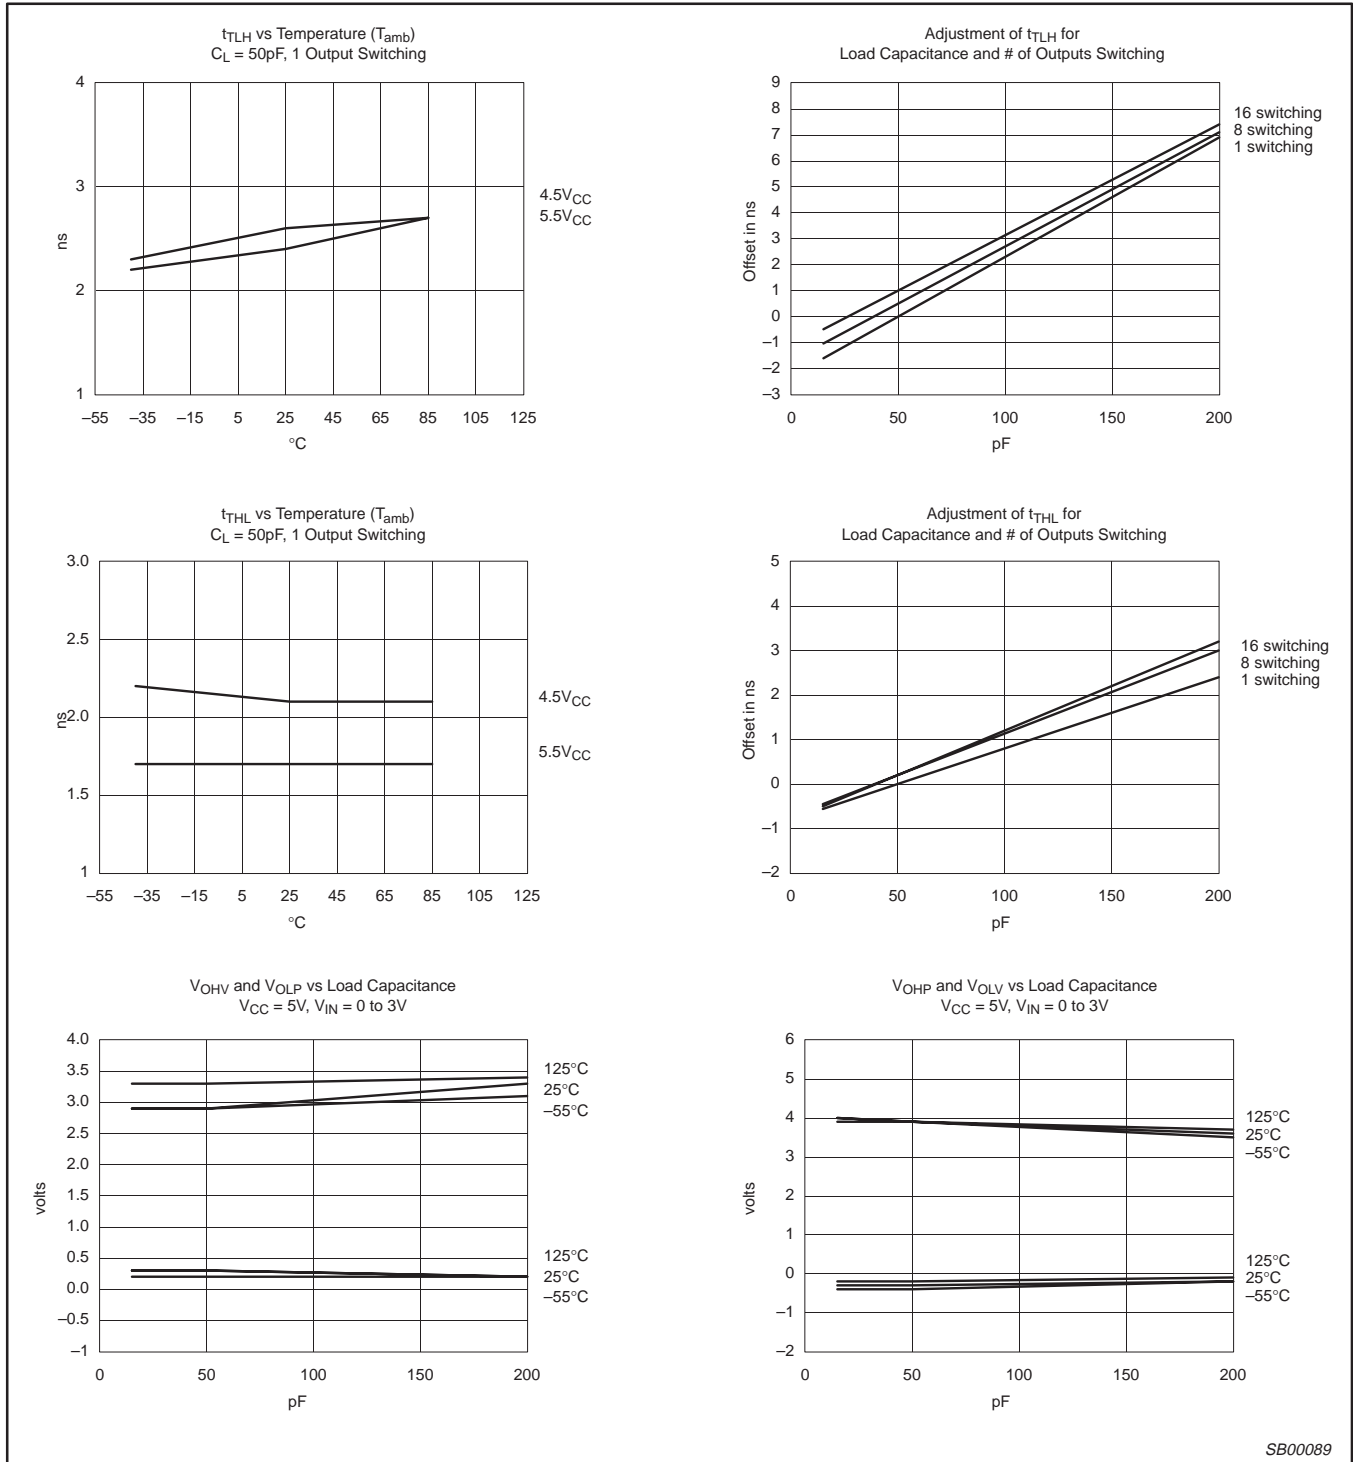 tTLH vs Temperature (Tamb)
CL = 50pF, 1 Output Switching
4
3
2
1
ns
–55 –35 –15 5 25 45 65 85 105 125
°C
4.5VCC
5.5VCC
Adjustment of tTLH for
Load Capacitance and # of Outputs Switching
9
8
7
6
5
4
3
2
1
0
–1
–2
–3
Offset in ns
0 50 100 150 200
pF
16 switching
8 switching
1 switching
tTHL vs Temperature (Tamb)
CL = 50pF, 1 Output Switching
3.0
2.5
2.0
1.5
1
ns
–55 –35 –15 5 25 45 65 85 105 125
°C
4.5VCC
5.5VCC
Adjustment of tTHL for
Load Capacitance and # of Outputs Switching
5
4
3
2
1
0
–1
–2
Offset in ns
0 50 100 150 200
pF
16 switching
8 switching
1 switching
VOHV and VOLP vs Load Capacitance
VCC = 5V, VIN = 0 to 3V
4.0
3.5
3.0
2.5
2.0
1.5
1.0
0.5
0.0
–0.5
–1
volts
0 50 100 150 200
pF
125°C
25°C
–55°C
125°C
25°C
–55°C
VOHP and VOLV vs Load Capacitance
VCC = 5V, VIN = 0 to 3V
6
5
4
3
2
1
0
–1
–2
volts
0 50 100 150 200
pF
125°C
25°C
–55°C
125°C
25°C
–55°C
SB00089